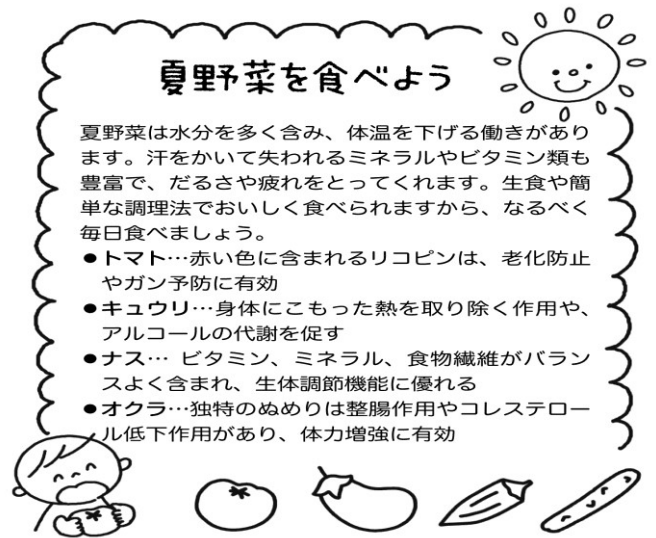 夏野菜を食べよう
夏野菜は水分を多く含み、体温を下げる働きがあり
ます。汗をかいて失われるミネラルやビタミン類も
豊富で、だるさや疲れをとってくれます。生食や簡
単な調理法でおいしく食べられますから、なるべく
毎日食べましょう。
●トマト…赤い色に含まれるリコピンは、老化防止
やガン予防に有効
●キュウリ…身体にこもった熱を取り除く作用や、
アルコールの代謝を促す
●ナス… ビタミン、ミネラル、食物繊維がバラン
スよく含まれ、生体調節機能に優れる
●オクラ…独特のぬめりは整腸作用やコレステロー
ル低下作用があり、体力増強に有効